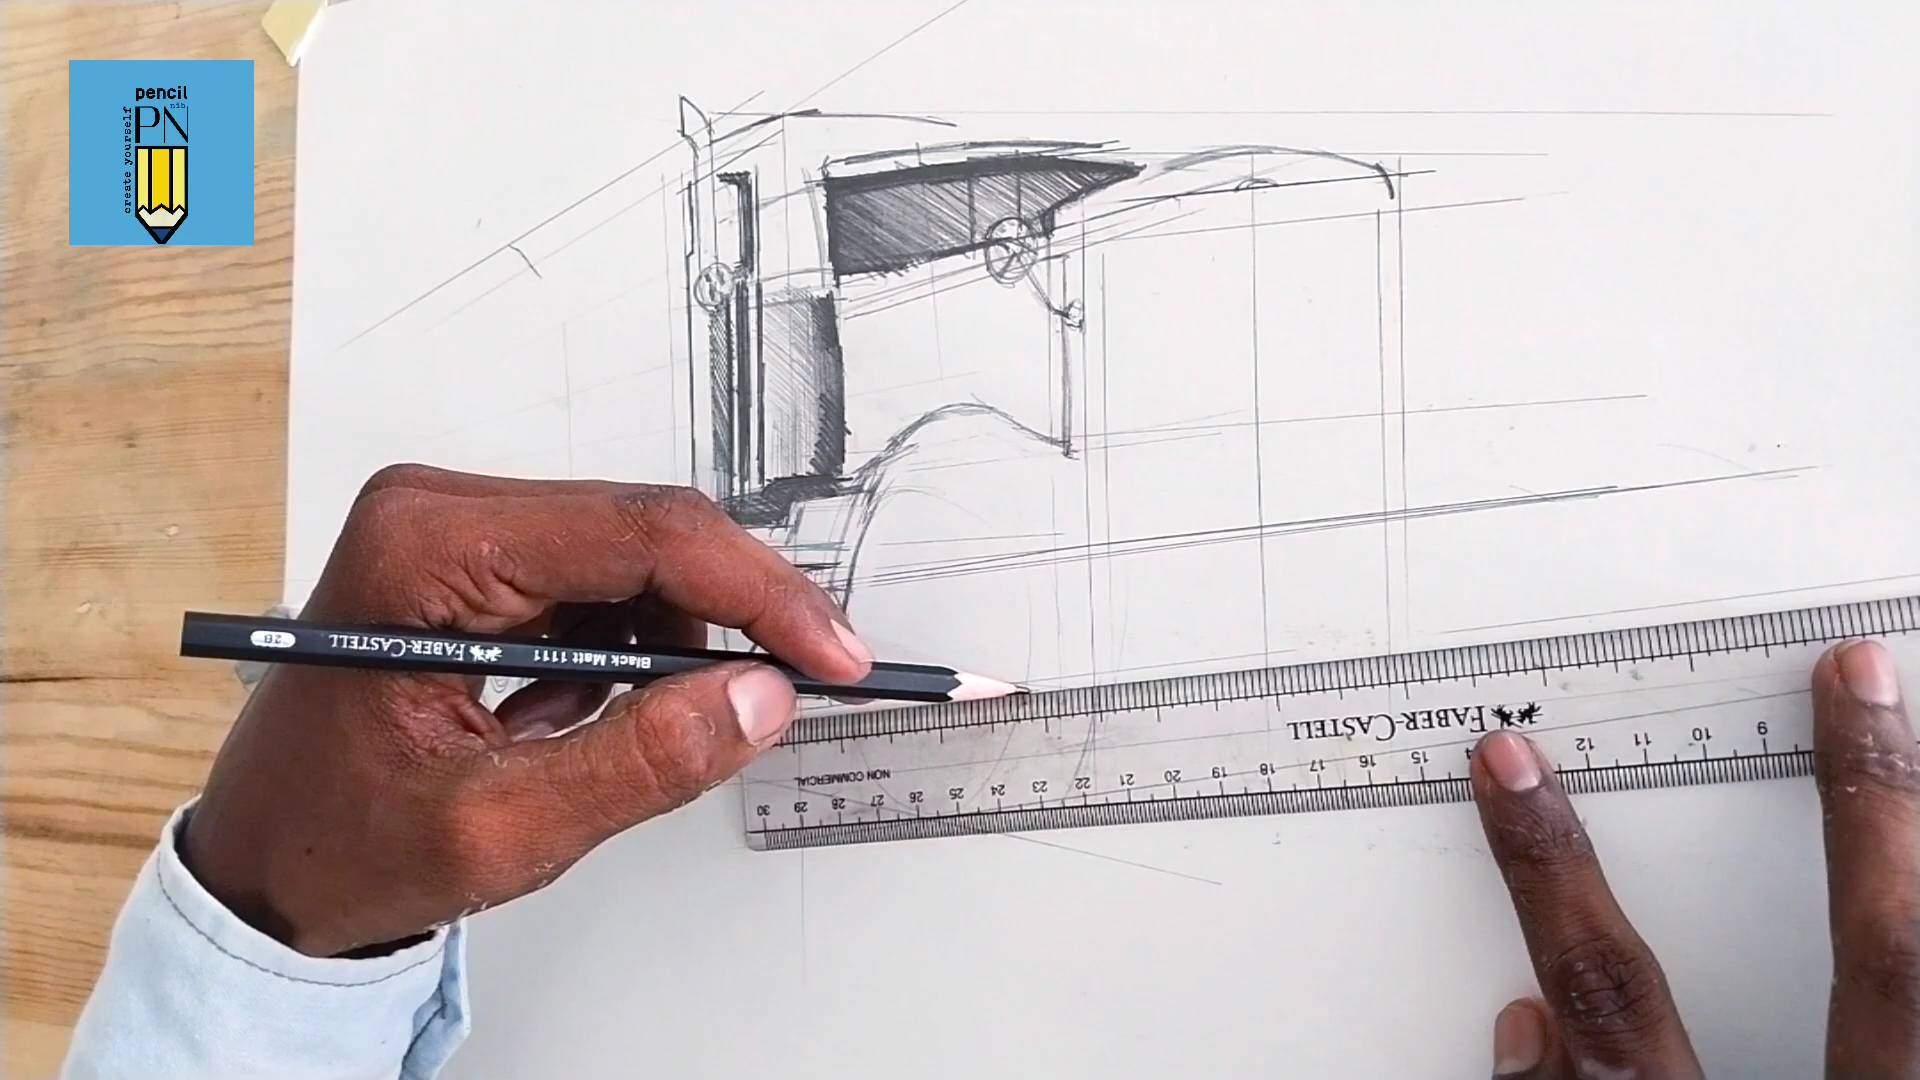 pencil
nib
PN
create yourself
2B
FABER-CASTELL
Black Matt 1111
FABER-CASTELL
NON COMMERCIAL
30 29 28 27 26 25 24 23 22 21 20 19 18 17 16 15 12 11 10 9